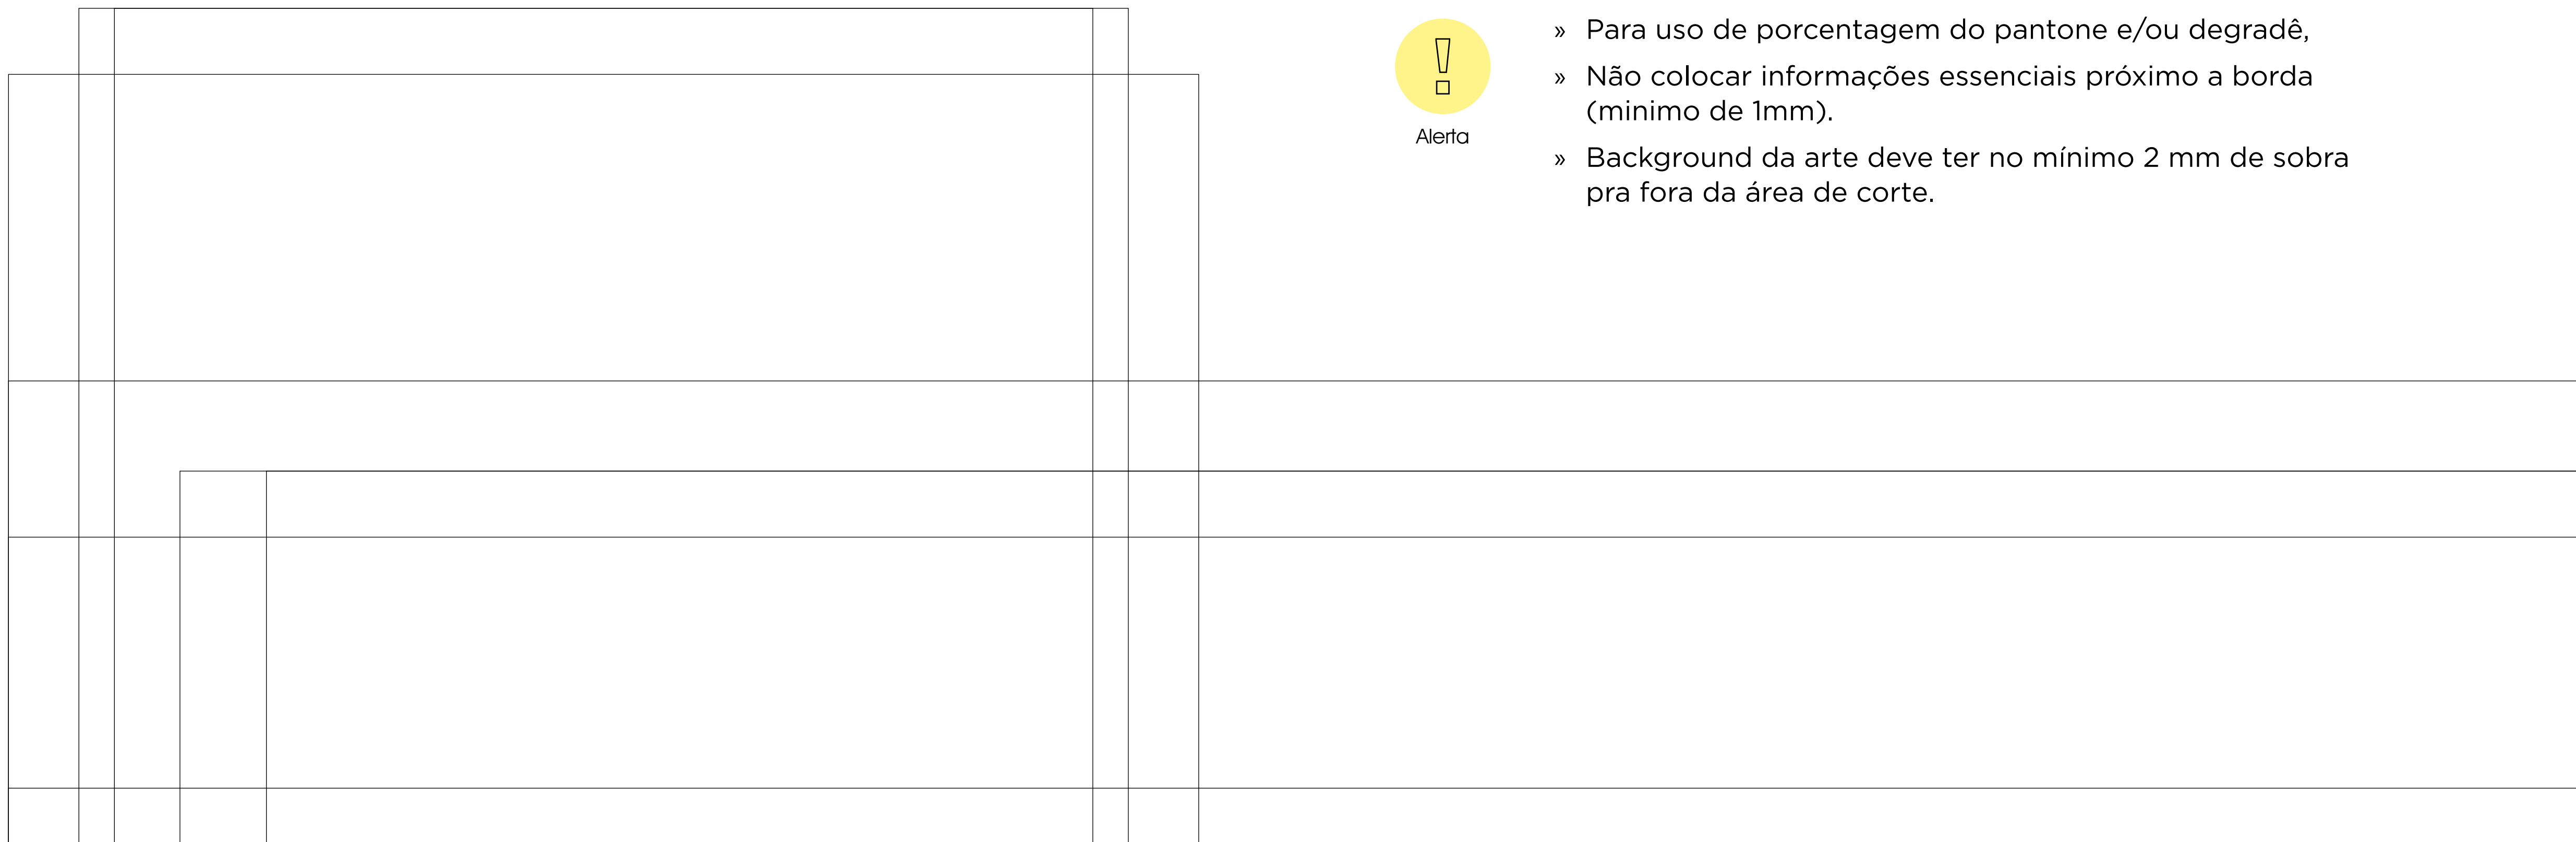 » Para uso de porcentagem do pantone e/ou degradê,
» Não colocar informações essenciais próximo a borda
(minimo de 1mm).
» Background da arte deve ter no mínimo 2 mm de sobra
pra fora da área de corte.
!
Alerta